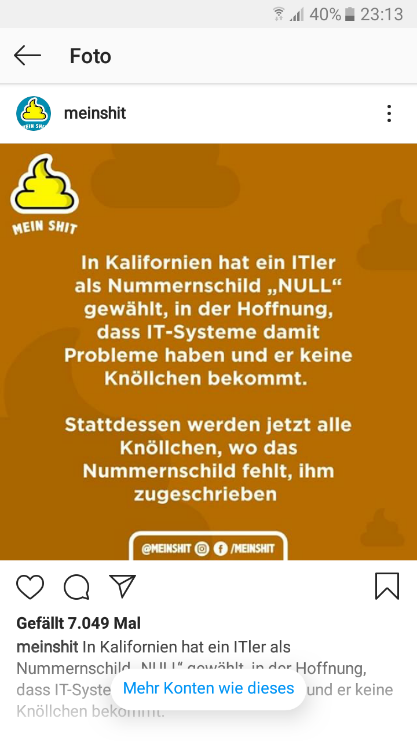 40% 23:13
Foto
meinshit
MEIN SHIT
In Kalifornien hat ein ITler
als Nummernschild „NULL“
gewählt, in der Hoffnung,
dass IT-Systeme damit
Probleme haben und er keine
Knöllchen bekommt.
Stattdessen werden jetzt alle
Knöllchen, wo das
Nummernschild fehlt, ihm
zugeschrieben
@MEINSHIT /MEINSHIT
Gefällt 7.049 Mal
meinshit In Kalifornien hat ein ITler als
Nummernschild „NULL“ gewählt, in der Hoffnung,
dass IT-Syste und er keine
Mehr Konten wie dieses
Knöllchen bekommt.